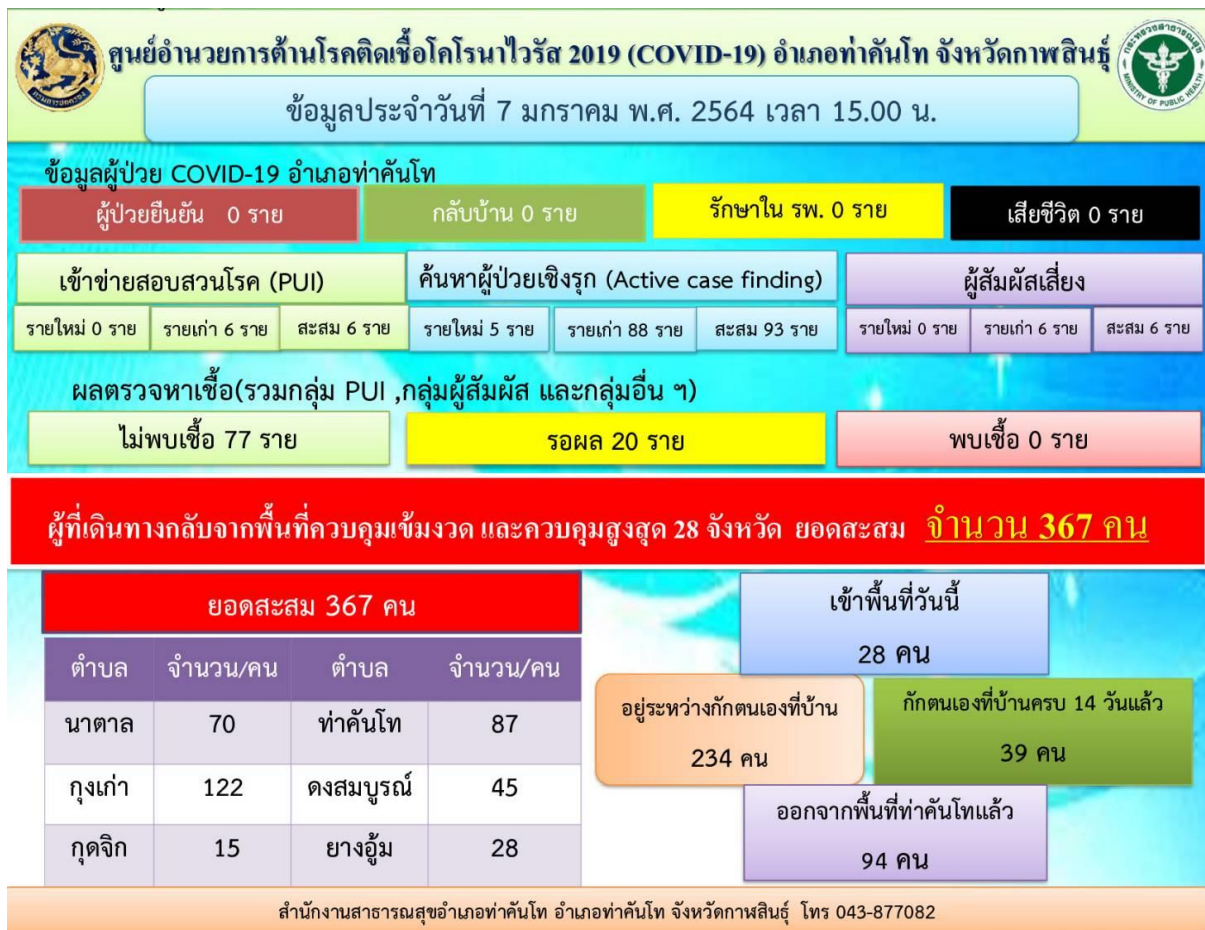 ศูนย์อำนวยการต้านโรคติดเชื้อโคโรนาไวรัส 2019 (COVID-19) อำเภอท่าคันโท จังหวัดกาฬสินธุ์
กรมการปกครอง
กระทรวงสาธารณสุข
MINISTRY OF PUBLIC HEALTH
ข้อมูลประจำวันที่ 7 มกราคม พ.ศ. 2564 เวลา 15.00 น.
ข้อมูลผู้ป่วย COVID-19 อำเภอท่าคันโท
ผู้ป่วยยืนยัน 0 ราย กลับบ้าน 0 ราย รักษาใน รพ. 0 ราย เสียชีวิต 0 ราย
เข้าข่ายสอบสวนโรค (PUI) ค้นหาผู้ป่วยเชิงรุก (Active case finding) ผู้สัมผัสเสี่ยง
รายใหม่ 0 ราย รายเก่า 6 ราย สะสม 6 ราย รายใหม่ 5 ราย รายเก่า 88 ราย สะสม 93 ราย รายใหม่ 0 ราย รายเก่า 6 ราย สะสม 6 ราย
ผลตรวจหาเชื้อ(รวมกลุ่ม PUI ,กลุ่มผู้สัมผัส และกลุ่มอื่น ๆ)
ไม่พบเชื้อ 77 ราย รอผล 20 ราย พบเชื้อ 0 ราย
ผู้ที่เดินทางกลับจากพื้นที่ควบคุมเข้มงวด และควบคุมสูงสุด 28 จังหวัด ยอดสะสม จำนวน 367 คน
ยอดสะสม 367 คน
ตำบล จำนวน/คน ตำบล จำนวน/คน
นาตาล 70 ท่าคันโท 87
กุงเก่า 122 ดงสมบูรณ์ 45
กุดจิก 15 ยางอู้ม 28
เข้าพื้นที่วันนี้
28 คน
อยู่ระหว่างกักตนเองที่บ้าน
234 คน
กักตนเองที่บ้านครบ 14 วันแล้ว
39 คน
ออกจากพื้นที่ท่าคันโทแล้ว
94 คน
สำนักงานสาธารณสุขอำเภอท่าคันโท อำเภอท่าคันโท จังหวัดกาฬสินธุ์ โทร 043-877082